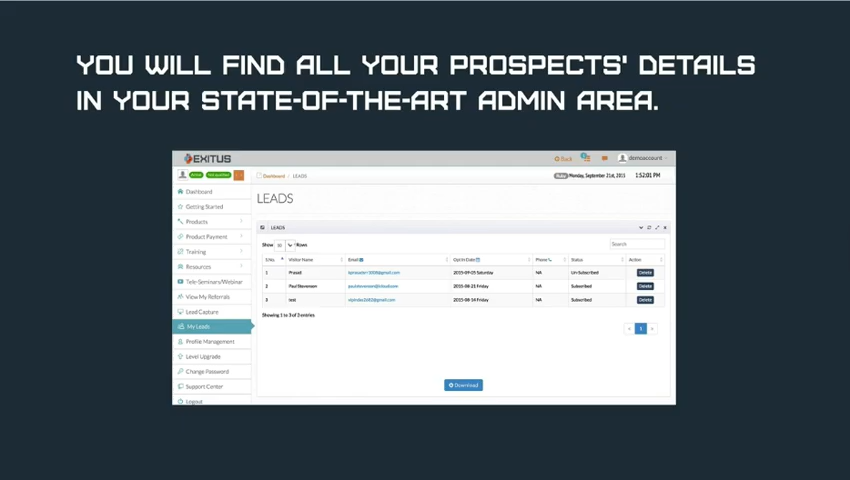 YOU WILL FIND ALL YOUR PROSPECTS' DETAILS
IN YOUR STATE-OF-THE-ART ADMIN AREA.
EXITUS
Back
demoaccount
Dashboard / LEADS
Monday, September 21st, 2015 1:52:01 PM
Dashboard
Getting Started
Products
Product Payment
Training
Resources
Tele-Seminars/Webinar
View My Referrals
Lead Capture
My Leads
Profile Management
Level Upgrade
Change Password
Support Center
Logout
LEADS
LEADS
Show 10 Rows
Search
S.No. Visitor Name Email Opt In Date Phone Status Action
1 Prasad 2015-09-05 Saturday NA Un-Subscribed Delete
2 Paul Stevenson 2015-08-21 Friday NA Subscribed Delete
3 test 2015-08-14 Friday NA Subscribed Delete
Showing 1 to 3 of 3 entries
1
Download